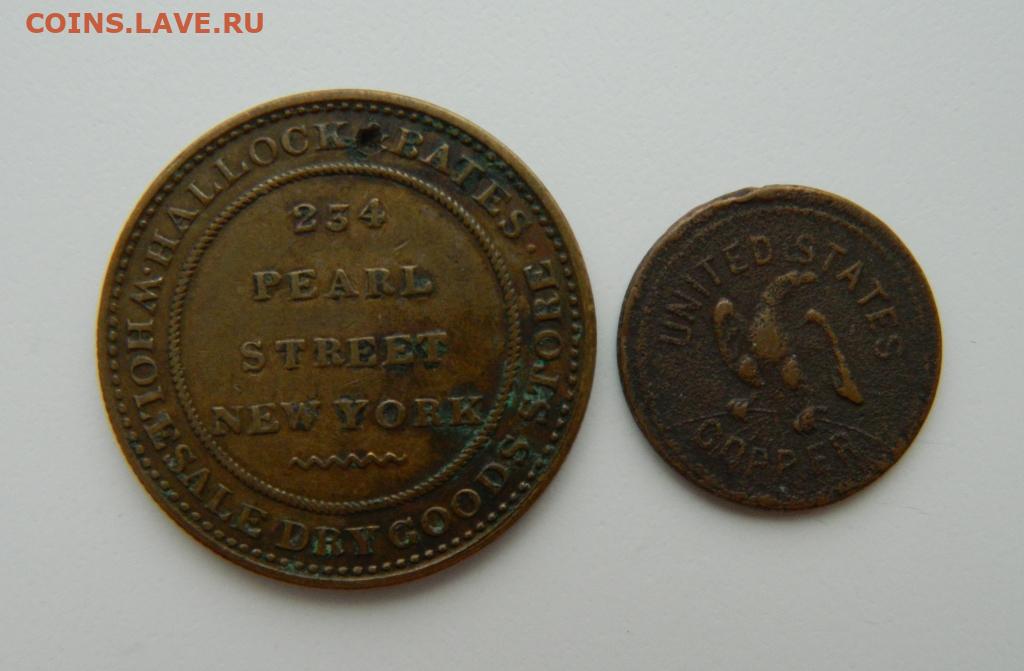 COINS.LAVE.RU
HALLOCK & BATES.
WHOLESALE DRY GOODS STORE
234
PEARL
STREET
NEW YORK
UNITED STATES
COPPER